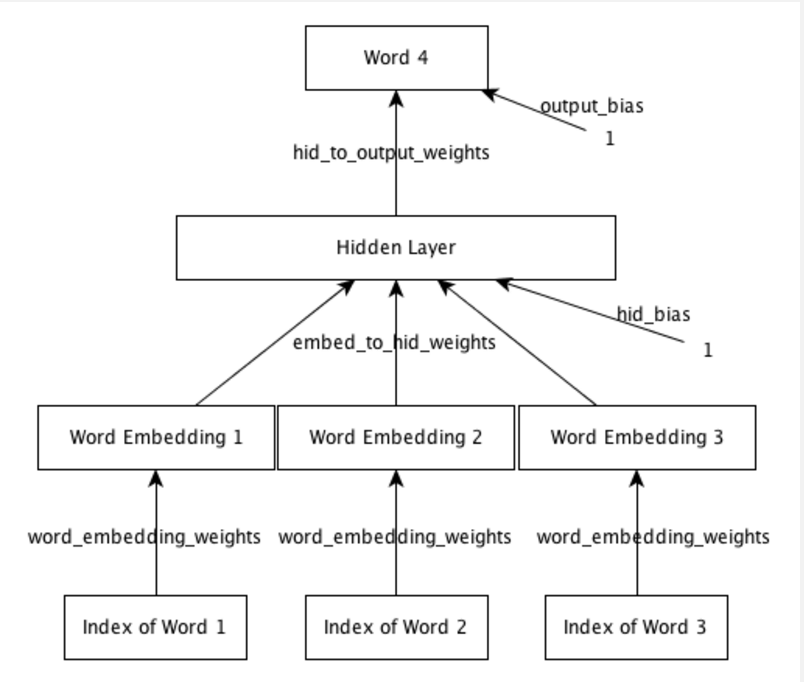 Word 4
output_bias
1
hid_to_output_weights
Hidden Layer
hid_bias
1
embed_to_hid_weights
Word Embedding 1
Word Embedding 2
Word Embedding 3
word_embedding_weights
word_embedding_weights
word_embedding_weights
Index of Word 1
Index of Word 2
Index of Word 3